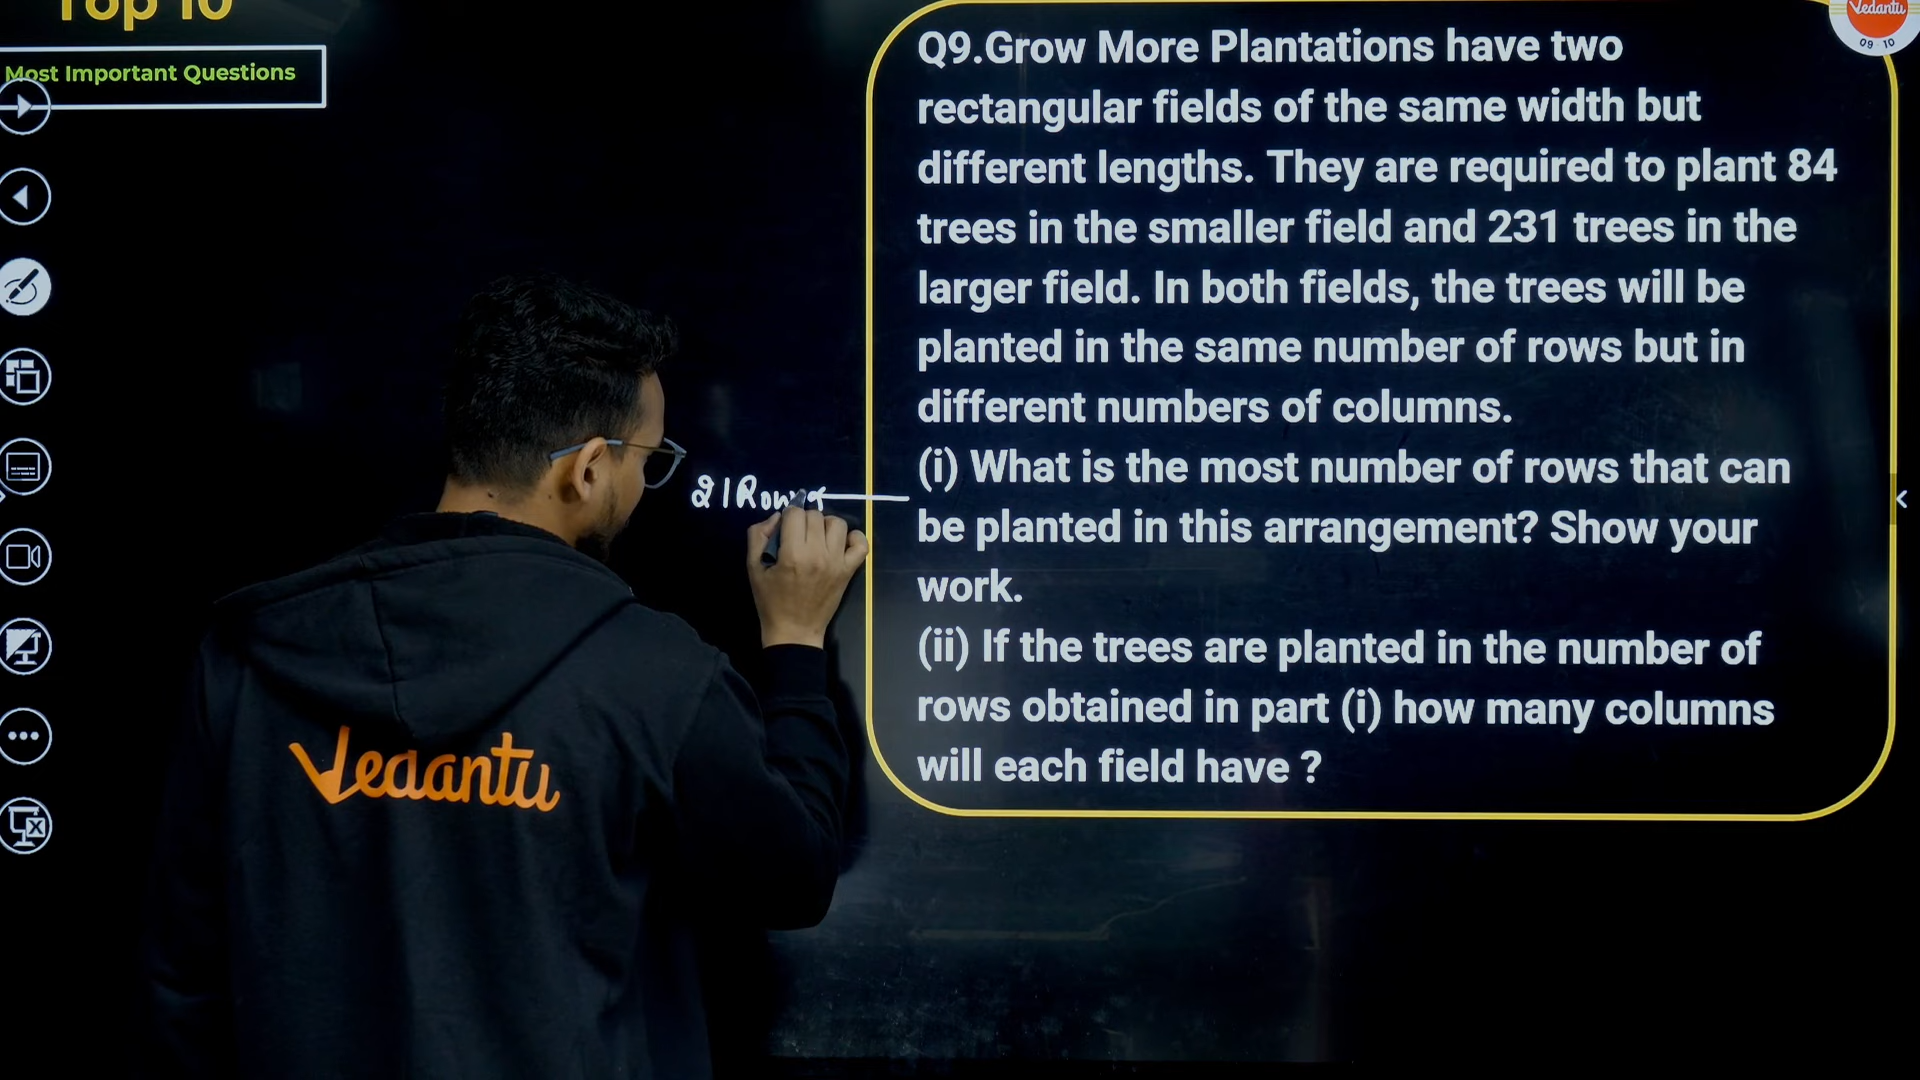 Top 10
Most Important Questions
Vedantu
09 - 10
Q9.Grow More Plantations have two
rectangular fields of the same width but
different lengths. They are required to plant 84
trees in the smaller field and 231 trees in the
larger field. In both fields, the trees will be
planted in the same number of rows but in
different numbers of columns.
(i) What is the most number of rows that can
be planted in this arrangement? Show your
work.
(ii) If the trees are planted in the number of
rows obtained in part (i) how many columns
will each field have ?
21 Rows
Vedantu